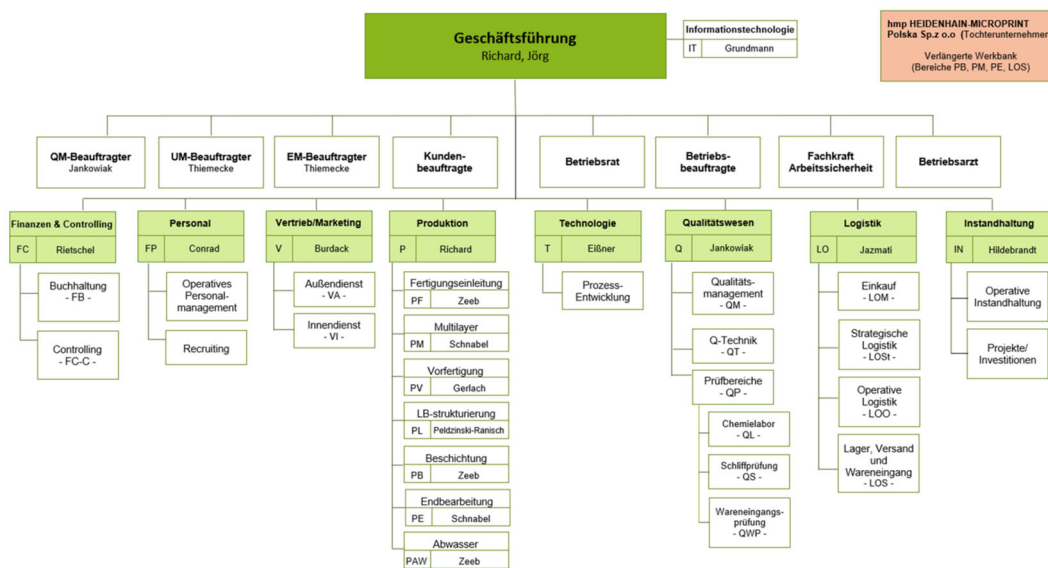 Geschäftsführung
Richard, Jörg
Informationstechnologie
IT Grundmann
hmp HEIDENHAIN-MICROPRINT
Polska Sp.z o.o (Tochterunternehmen
Verlängerte Werkbank
(Bereiche PB, PM, PE, LOS)
QM-Beauftragter
Jankowiak
UM-Beauftragter
Thiemecke
EM-Beauftragter
Thiemecke
Kunden-
beauftragte
Betriebsrat
Betriebs-
beauftragte
Fachkraft
Arbeitssicherheit
Betriebsarzt
Finanzen & Controlling
FC Rietschel
Buchhaltung
- FB -
Controlling
- FC-C -
Personal
FP Conrad
Operatives
Personal-
management
Recruiting
Vertrieb/Marketing
V Burdack
Außendienst
- VA -
Innendienst
- VI -
Produktion
P Richard
Fertigungseinleitung
PF Zeeb
Multilayer
PM Schnabel
Vorfertigung
PV Gerlach
LB-strukturierung
PL Peldzinski-Ranisch
Beschichtung
PB Zeeb
Endbearbeitung
PE Schnabel
Abwasser
PAW Zeeb
Technologie
T Eißner
Prozess-
Entwicklung
Qualitätswesen
Q Jankowiak
Qualitäts-
management
- QM -
Q-Technik
- QT -
Prüfbereiche
- QP -
Chemielabor
- QL -
Schliffprüfung
- QS -
Wareneingangs-
prüfung
- QWP -
Logistik
LO Jazmati
Einkauf
- LOM -
Strategische
Logistik
- LOSt -
Operative
Logistik
- LOO -
Lager, Versand
und
Wareneingang
- LOS -
Instandhaltung
IN Hildebrandt
Operative
Instandhaltung
Projekte/
Investitionen